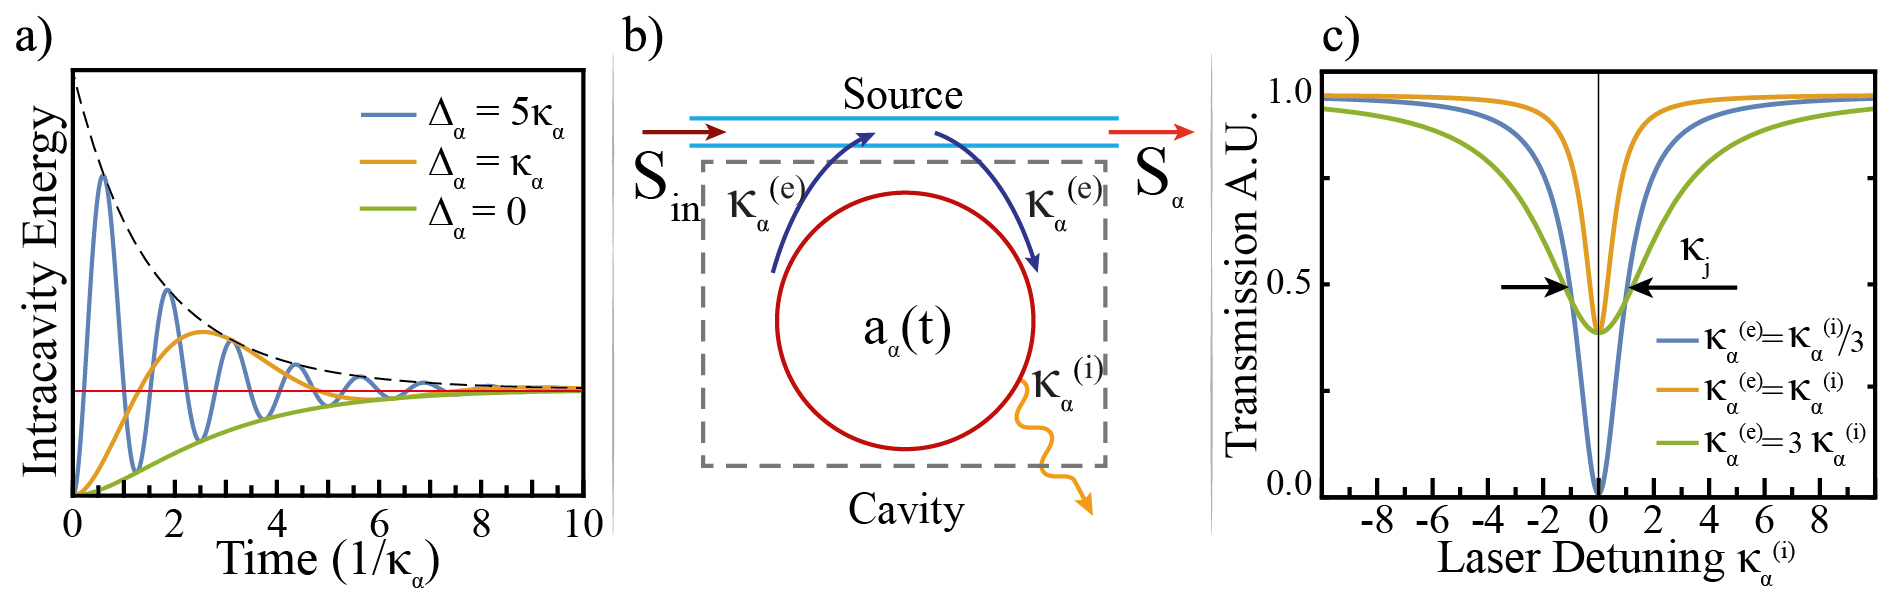 a)
Intracavity Energy
Δα = 5κα
Δα = κα
Δα = 0
0 2 4 6 8 10
Time (1/κα)
b)
Source
Sin
Sα
κα(e)
κα(e)
aα(t)
κα(i)
Cavity
c)
Transmission A.U.
1.0
0.5
0.0
κj
κα(e)=κα(i)/3
κα(e)=κα(i)
κα(e)=3 κα(i)
-8 -6 -4 -2 0 2 4 6 8
Laser Detuning κα(i)